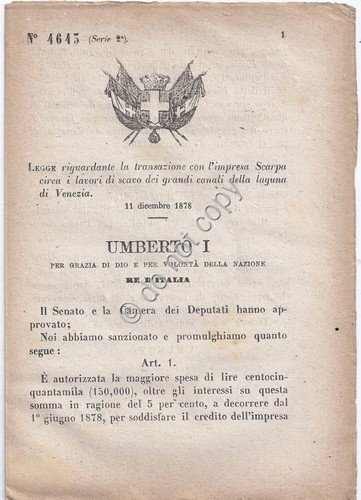 N° 4643 (Serie 2ª). 1
LEGGE riguardante la transazione con l'impresa Scarpa
circa i lavori di scavo dei grandi canali della laguna
di Venezia.
11 dicembre 1878
UMBERTO I
PER GRAZIA DI DIO E PER VOLONTÀ DELLA NAZIONE
RE D'ITALIA
Il Senato e la Camera dei Deputati hanno ap-
provato;
Noi abbiamo sanzionato e promulghiamo quanto
segue:
Art. 1.
È autorizzata la maggiore spesa di lire centocin-
quantamila (150,000), oltre gli interessi su questa
somma in ragione del 5 per cento, a decorrere dal
1° giugno 1878, per soddisfare il credito dell'impresa
do not copy